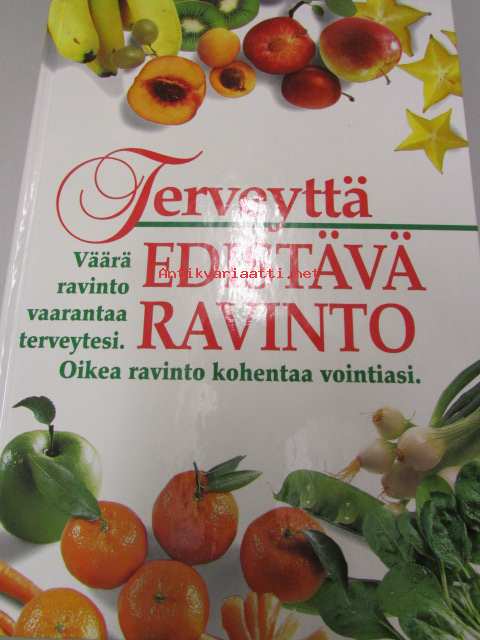 Terveyttä
EDISTÄVÄ
RAVINTO
Väärä
ravinto
vaarantaa
terveytesi.
Oikea ravinto kohentaa vointiasi.
Antikvariaatti.net